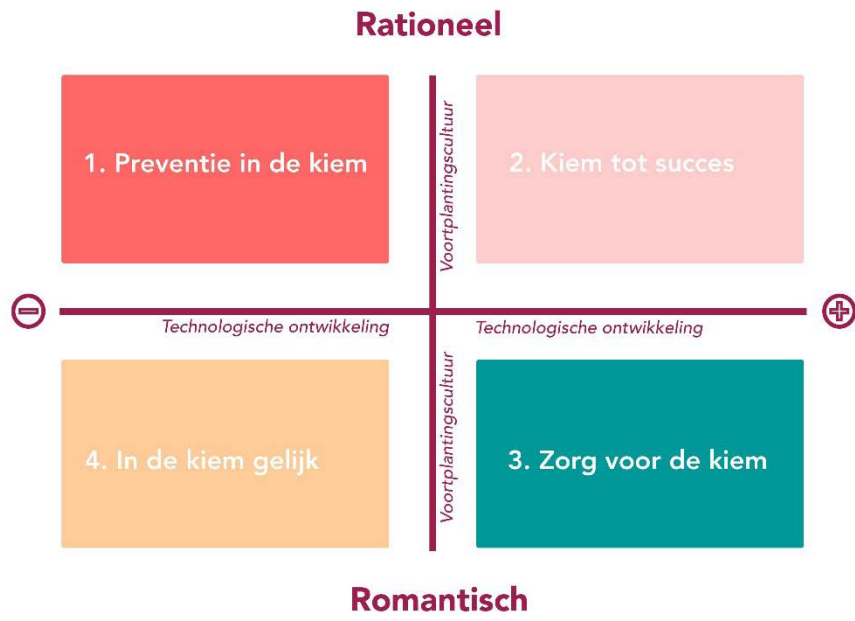 Rationeel
1. Preventie in de kiem
Voortplantingscultuur
2. Kiem tot succes
Technologische ontwikkeling
Technologische ontwikkeling
4. In de kiem gelijk
Voortplantingscultuur
3. Zorg voor de kiem
Romantisch